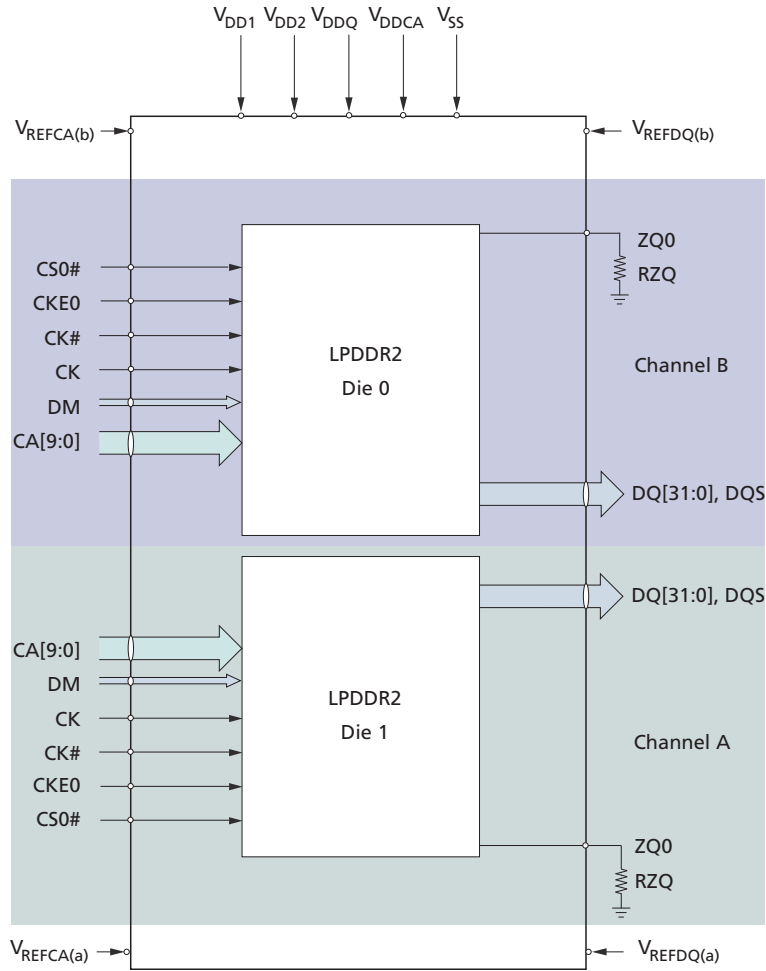 VDD1 VDD2 VDDQ VDDCA VSS
VREFCA(b)
VREFDQ(b)
CS0#
CKE0
CK#
CK
DM
CA[9:0]
LPDDR2
Die 0
ZQ0
RZQ
Channel B
DQ[31:0], DQS
DQ[31:0], DQS
CA[9:0]
DM
CK
CK#
CKE0
CS0#
LPDDR2
Die 1
Channel A
ZQ0
RZQ
VREFCA(a)
VREFDQ(a)